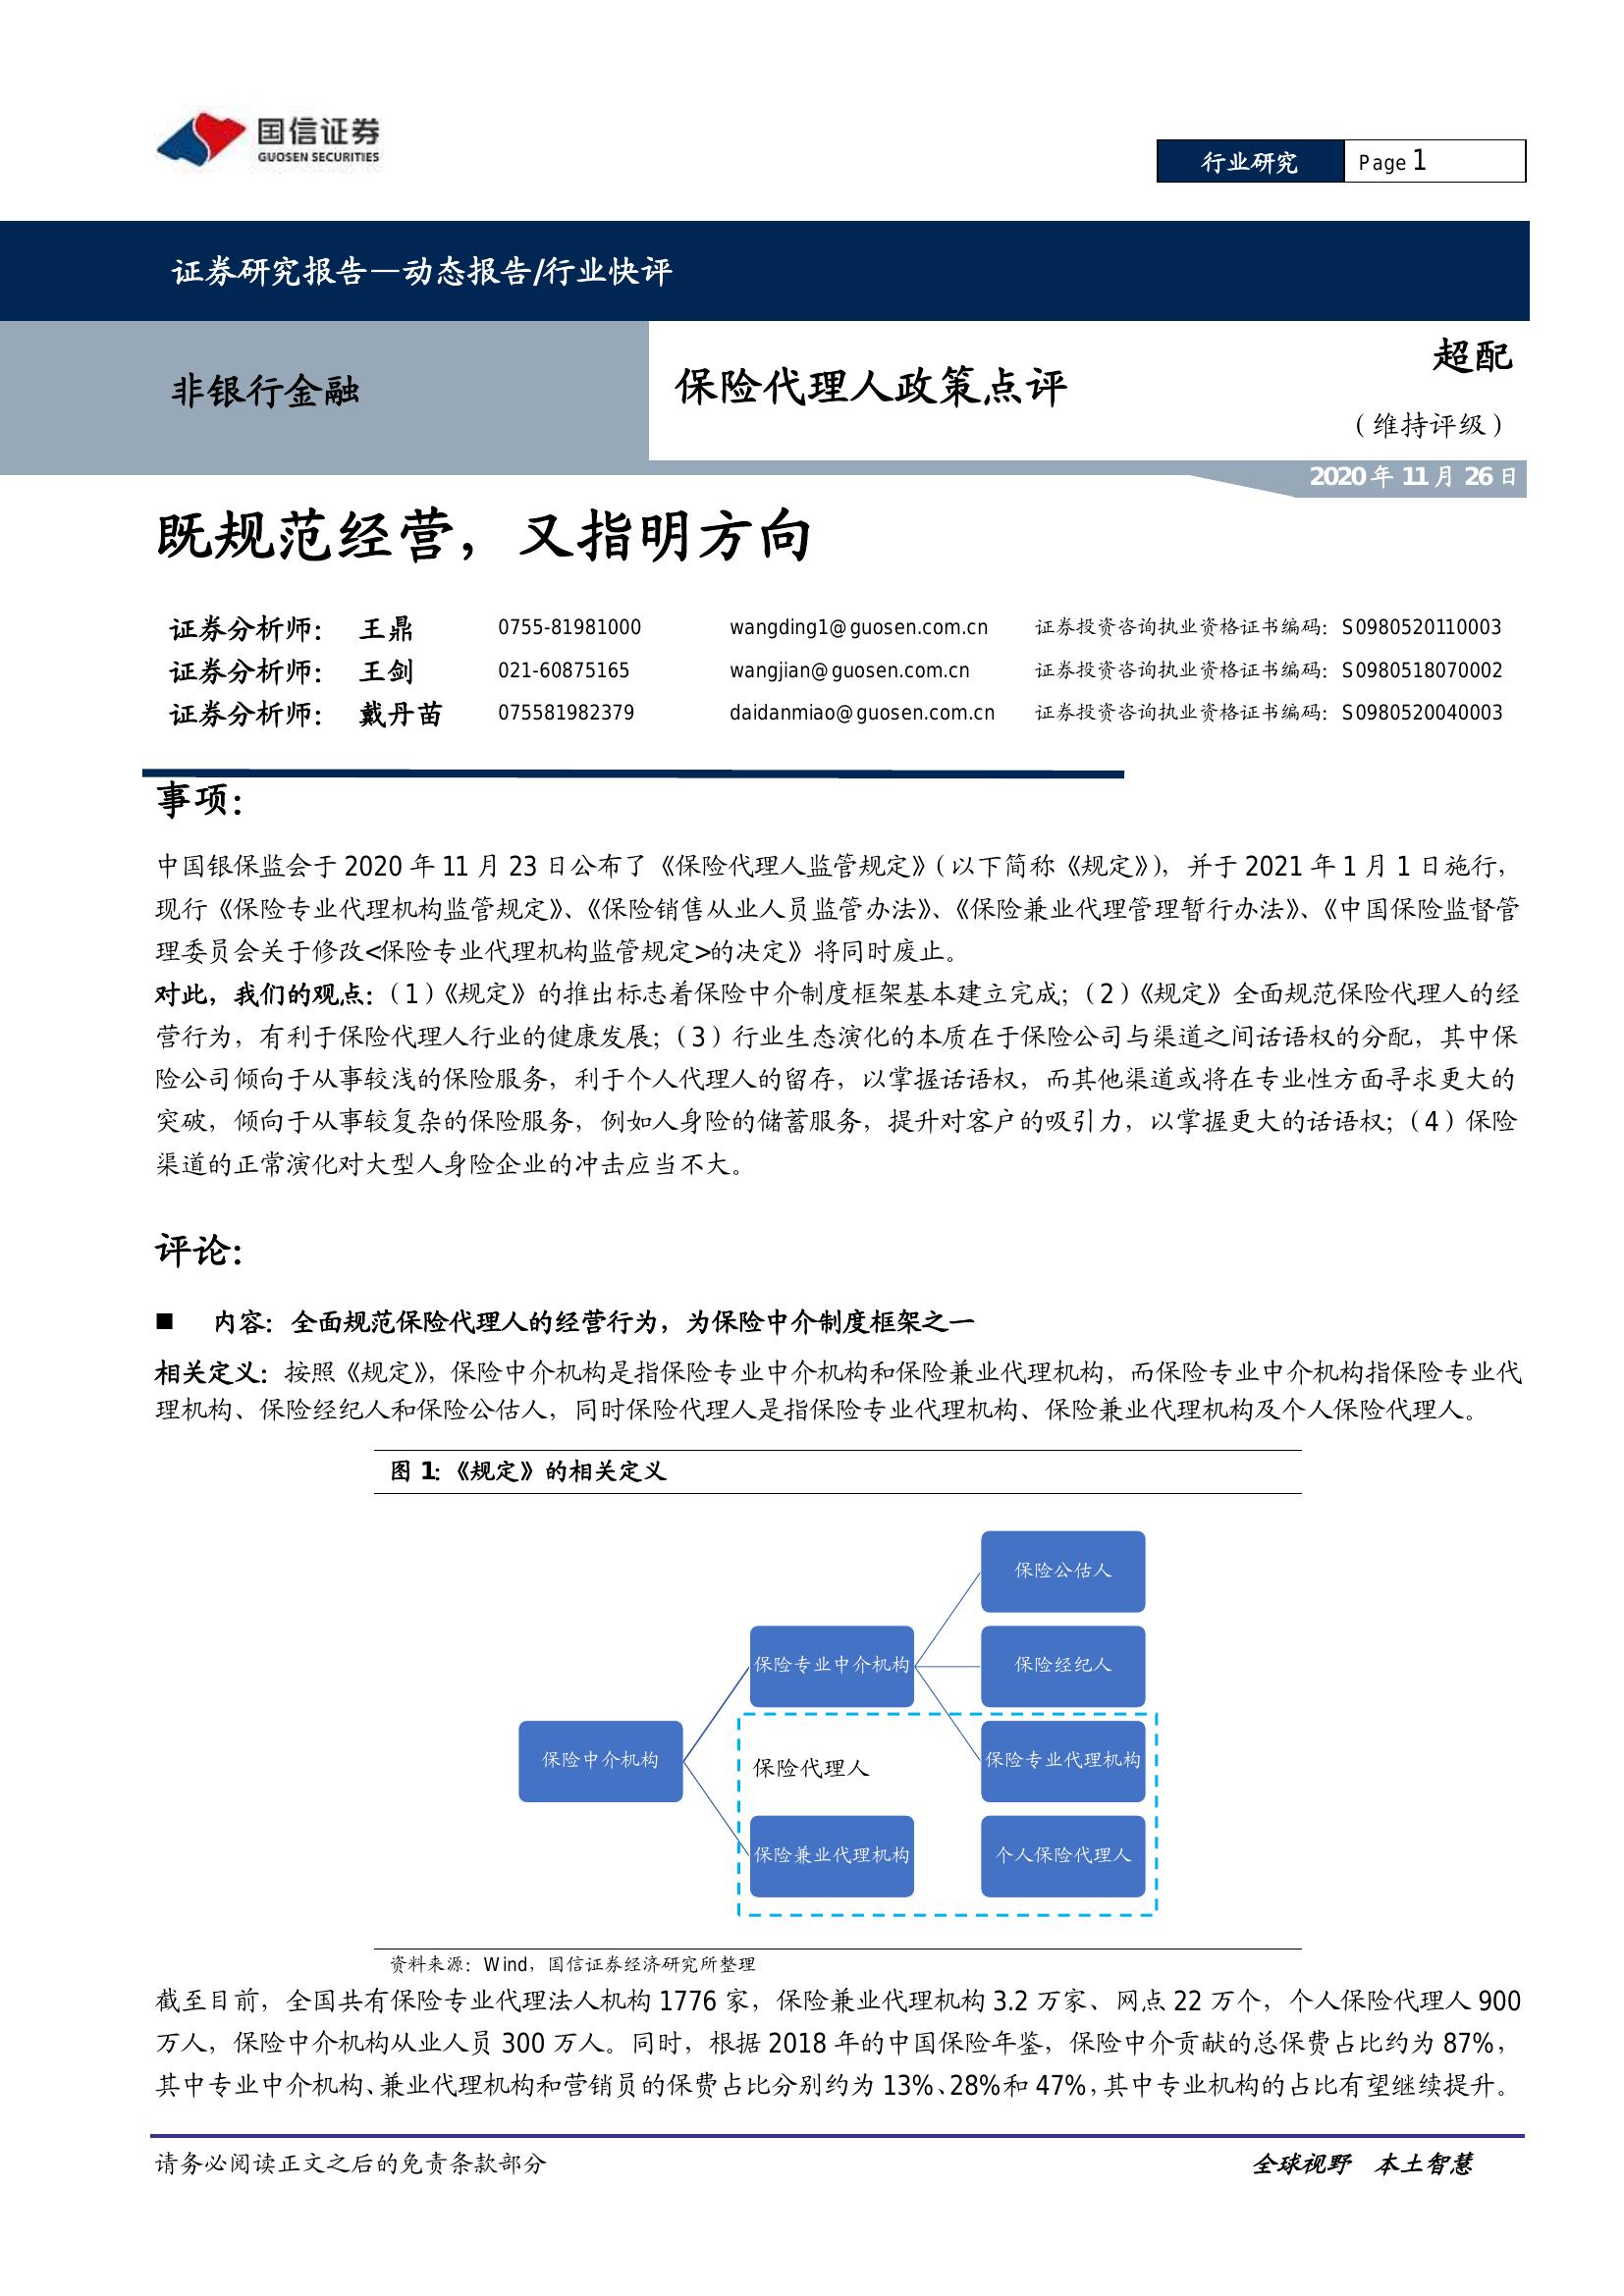 国信证券
GUOSEN SECURITIES
行业研究
Page 1
证券研究报告—动态报告/行业快评
非银行金融
保险代理人政策点评
超配
（维持评级）
2020 年 11 月 26 日
既规范经营，又指明方向
证券分析师： 王鼎 0755-81981000 wangding1@guosen.com.cn 证券投资咨询执业资格证书编码：S0980520110003
证券分析师： 王剑 021-60875165 wangjian@guosen.com.cn 证券投资咨询执业资格证书编码：S0980518070002
证券分析师： 戴丹苗 075581982379 daidanmiao@guosen.com.cn 证券投资咨询执业资格证书编码：S0980520040003
事项：
中国银保监会于 2020 年 11 月 23 日公布了《保险代理人监管规定》（以下简称《规定》），并于 2021 年 1 月 1 日施行，
现行《保险专业代理机构监管规定》、《保险销售从业人员监管办法》、《保险兼业代理管理暂行办法》、《中国保险监督管
理委员会关于修改<保险专业代理机构监管规定>的决定》将同时废止。
对此，我们的观点：（1）《规定》的推出标志着保险中介制度框架基本建立完成；（2）《规定》全面规范保险代理人的经
营行为，有利于保险代理人行业的健康发展；（3）行业生态演化的本质在于保险公司与渠道之间话语权的分配，其中保
险公司倾向于从事较浅的保险服务，利于个人代理人的留存，以掌握话语权，而其他渠道或将在专业性方面寻求更大的
突破，倾向于从事较复杂的保险服务，例如人身险的储蓄服务，提升对客户的吸引力，以掌握更大的话语权；（4）保险
渠道的正常演化对大型人身险企业的冲击应当不大。
评论：
■ 内容：全面规范保险代理人的经营行为，为保险中介制度框架之一
相关定义：按照《规定》，保险中介机构是指保险专业中介机构和保险兼业代理机构，而保险专业中介机构指保险专业代
理机构、保险经纪人和保险公估人，同时保险代理人是指保险专业代理机构、保险兼业代理机构及个人保险代理人。
图 1：《规定》的相关定义
保险公估人
保险专业中介机构
保险经纪人
保险中介机构
保险代理人
保险专业代理机构
保险兼业代理机构
个人保险代理人
资料来源：Wind，国信证券经济研究所整理
截至目前，全国共有保险专业代理法人机构 1776 家，保险兼业代理机构 3.2 万家、网点 22 万个，个人保险代理人 900
万人，保险中介机构从业人员 300 万人。同时，根据 2018 年的中国保险年鉴，保险中介贡献的总保费占比约为 87%，
其中专业中介机构、兼业代理机构和营销员的保费占比分别约为 13%、28%和 47%，其中专业机构的占比有望继续提升。
请务必阅读正文之后的免责条款部分
全球视野 本土智慧